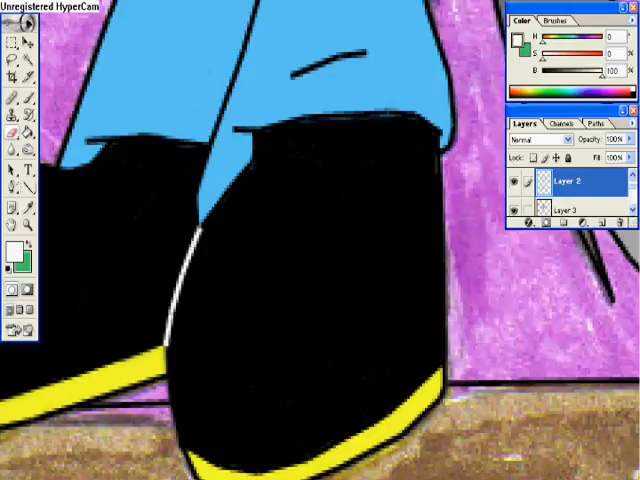 Unregistered HyperCam
Color Brushes
H 0 °
S 0 %
B 100 %
Layers Channels Paths
Normal Opacity: 100%
Lock: Fill: 100%
Layer 2
Layer 3